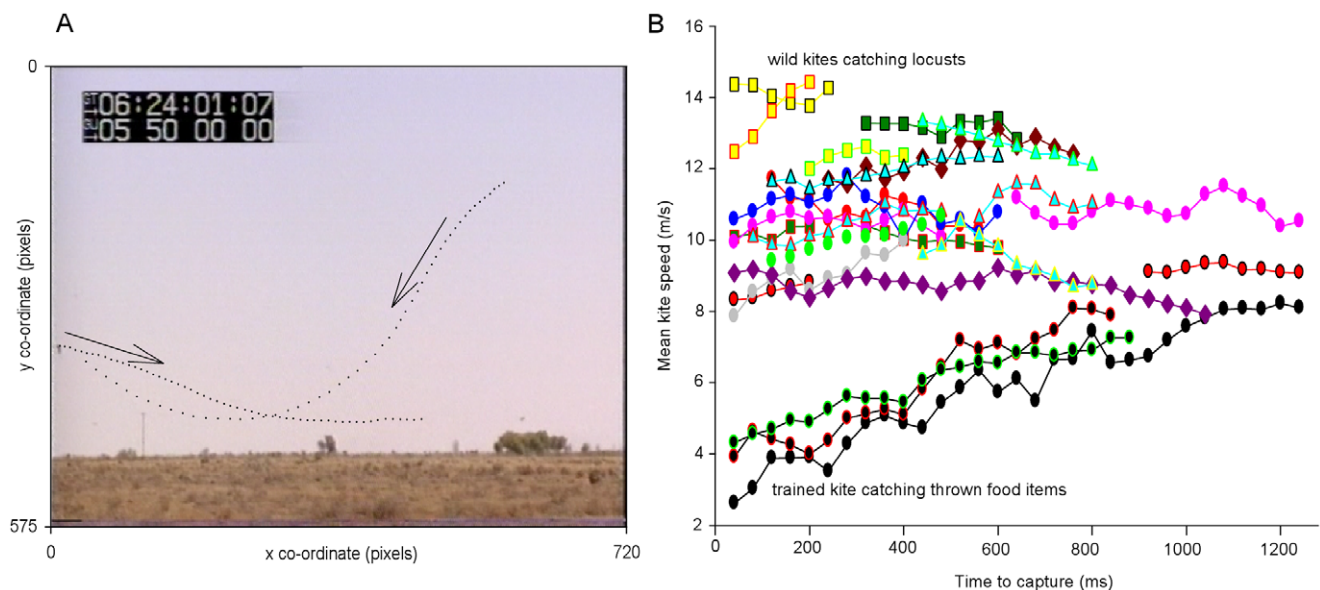 A
0
06:24:01:07
05 50 00 00
y co-ordinate (pixels)
575
0
720
x co-ordinate (pixels)
B
16
14
12
10
8
6
4
2
Mean kite speed (m/s)
wild kites catching locusts
trained kite catching thrown food items
0
200
400
600
800
1000
1200
Time to capture (ms)